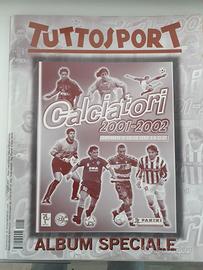 TUTTOSPORT
Calciatori
2001-2002
PANINI
ALBUM SPECIALE